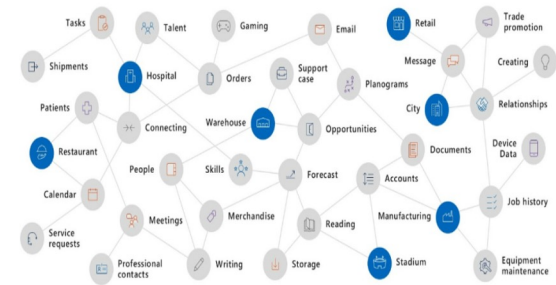 Tasks
Talent
Gaming
Email
Retail
Trade
promotion
Shipments
Hospital
Orders
Support
case
Planograms
Message
Creating
Patients
Connecting
Warehouse
Opportunities
City
Relationships
Restaurant
People
Skills
Forecast
Documents
Device
Data
Accounts
Calendar
Meetings
Merchandise
Reading
Manufacturing
Job history
Service
requests
Professional
contacts
Writing
Storage
Stadium
Equipment
maintenance